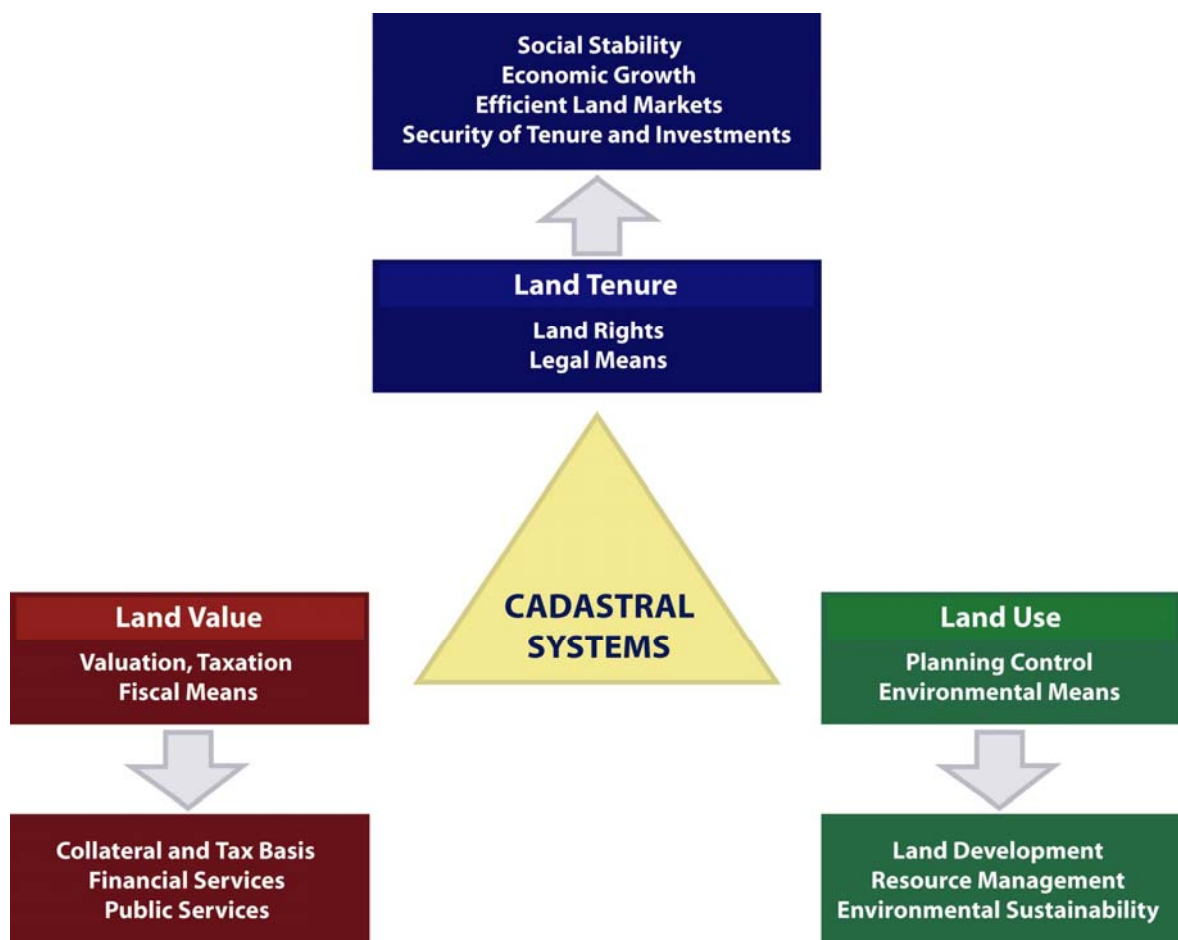 Social Stability
Economic Growth
Efficient Land Markets
Security of Tenure and Investments
Land Tenure
Land Rights
Legal Means
CADASTRAL
SYSTEMS
Land Value
Valuation, Taxation
Fiscal Means
Collateral and Tax Basis
Financial Services
Public Services
Land Use
Planning Control
Environmental Means
Land Development
Resource Management
Environmental Sustainability